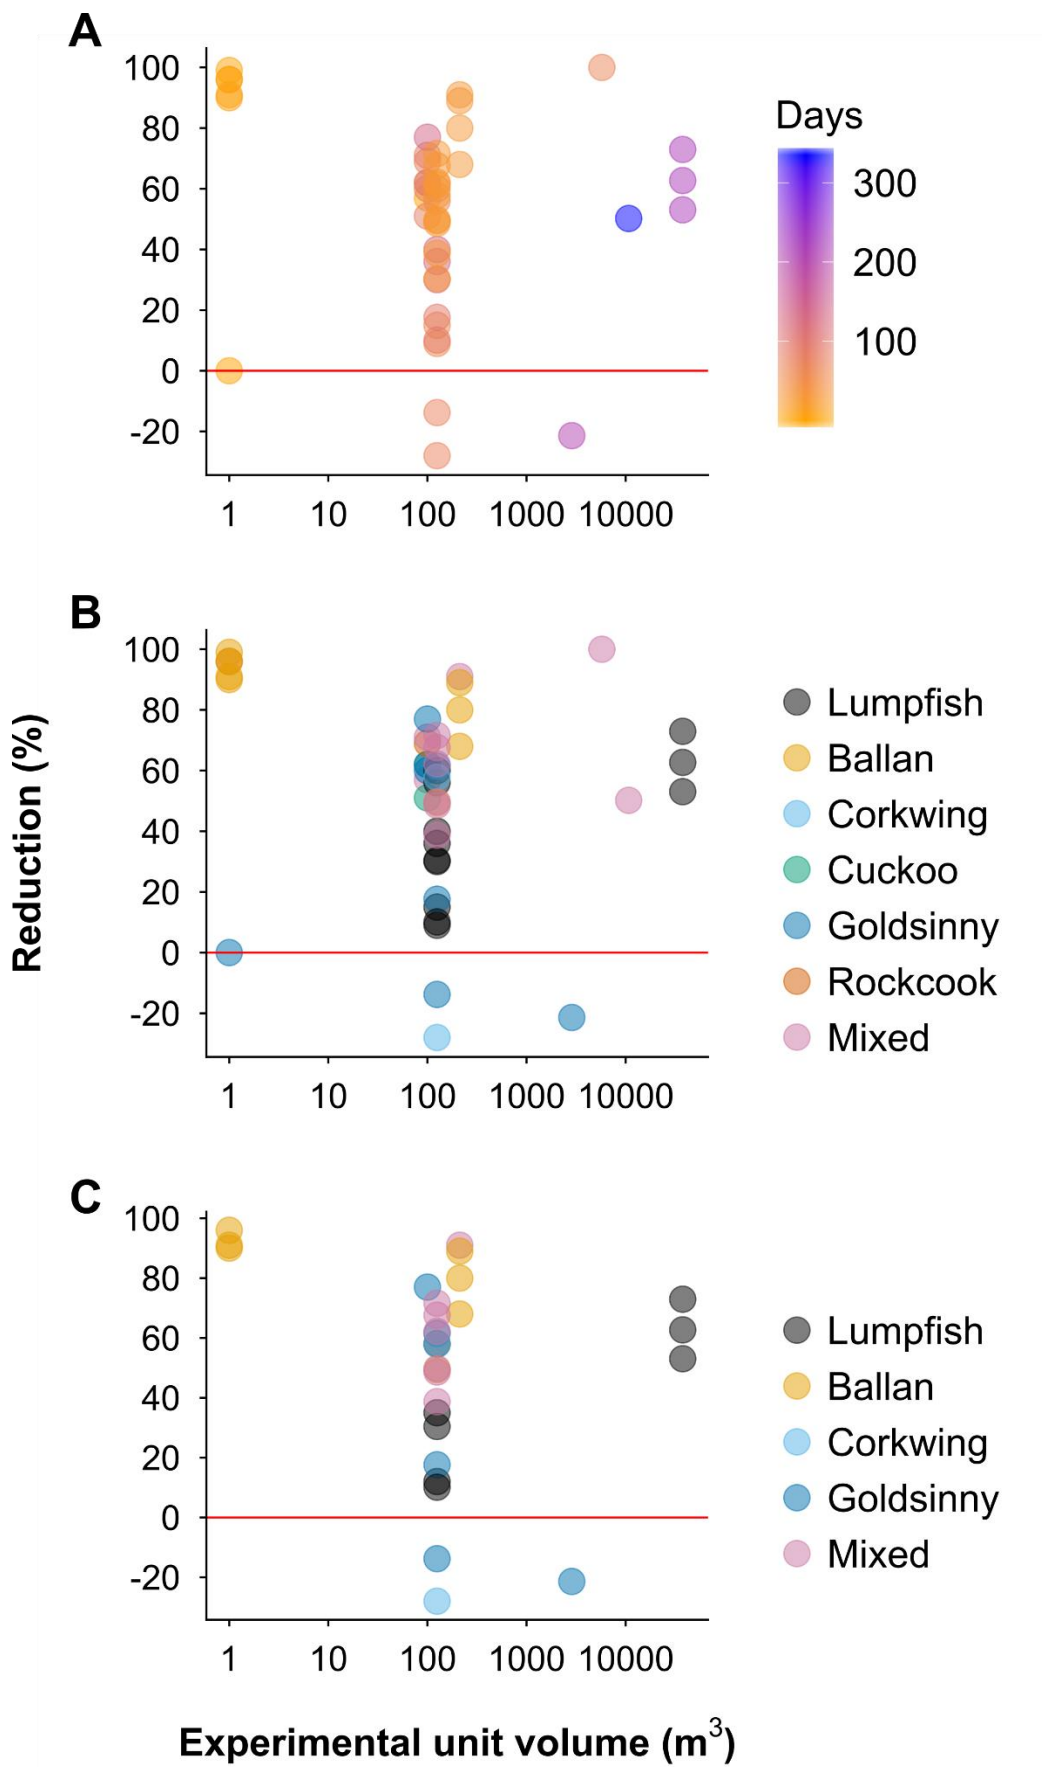 A
100
80
60
40
20
0
-20
1 10 100 1000 10000
Days
300
200
100
B
Reduction (%)
100
80
60
40
20
0
-20
1 10 100 1000 10000
Lumpfish
Ballan
Corkwing
Cuckoo
Goldsinny
Rockcook
Mixed
C
100
80
60
40
20
0
-20
1 10 100 1000 10000
Lumpfish
Ballan
Corkwing
Goldsinny
Mixed
Experimental unit volume (m³)